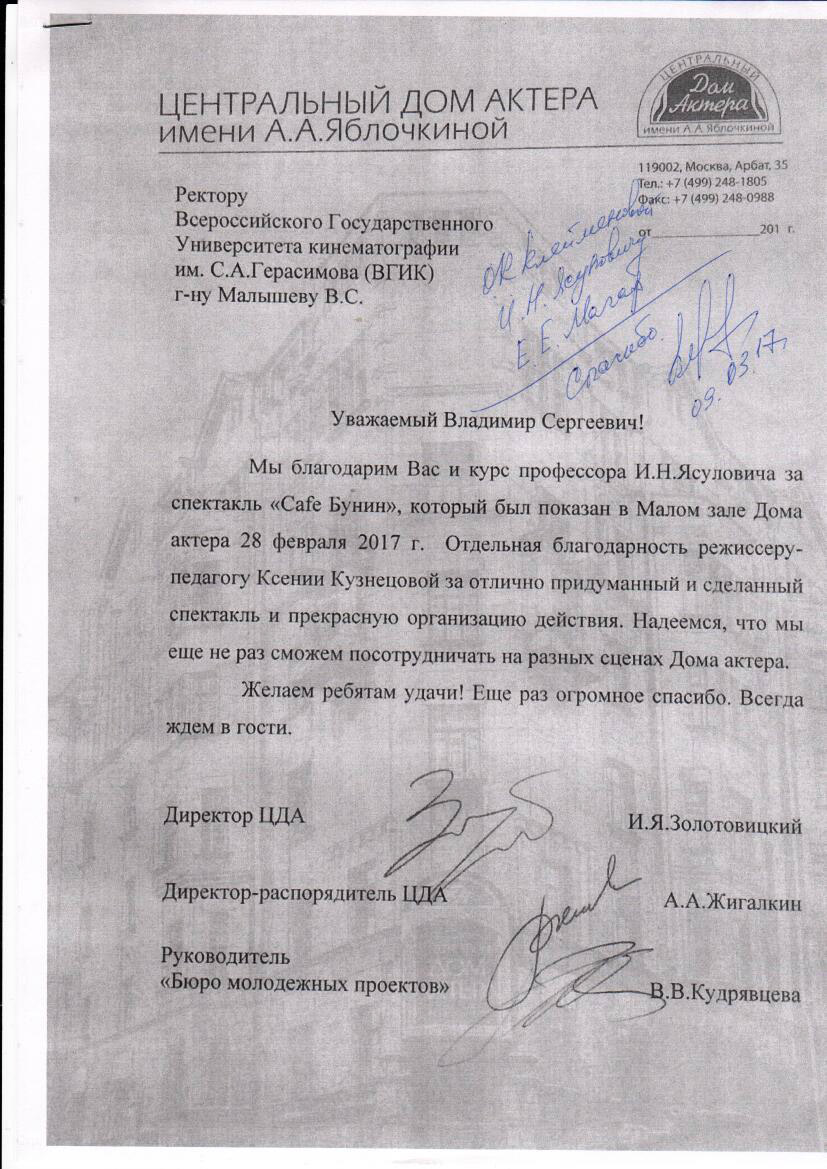 ЦЕНТРАЛЬНЫЙ ДОМ АКТЕРА
имени А.А.Яблочкиной
ЦЕНТРАЛЬНЫЙ
Дом
Актера
имени А.А.Яблочкиной
119002, Москва, Арбат, 35
Тел.: +7 (499) 248-1805
Факс: +7 (499) 248-0988
от 201 г.
Ректору
Всероссийского Государственного
Университета кинематографии
им. С.А.Герасимова (ВГИК)
г-ну Малышеву В.С.
И.Н. Ясуловичу
Е.Е.
Спасибо.
09.03.17.
Уважаемый Владимир Сергеевич!
Мы благодарим Вас и курс профессора И.Н.Ясуловича за
спектакль «Cafe Бунин», который был показан в Малом зале Дома
актера 28 февраля 2017 г. Отдельная благодарность режиссеру-
педагогу Ксении Кузнецовой за отлично придуманный и сделанный
спектакль и прекрасную организацию действия. Надеемся, что мы
еще не раз сможем посотрудничать на разных сценах Дома актера.
Желаем ребятам удачи! Еще раз огромное спасибо. Всегда
ждем в гости.
Директор ЦДА И.Я.Золотовицкий
Директор-распорядитель ЦДА А.А.Жигалкин
Руководитель
«Бюро молодежных проектов» В.В.Кудрявцева